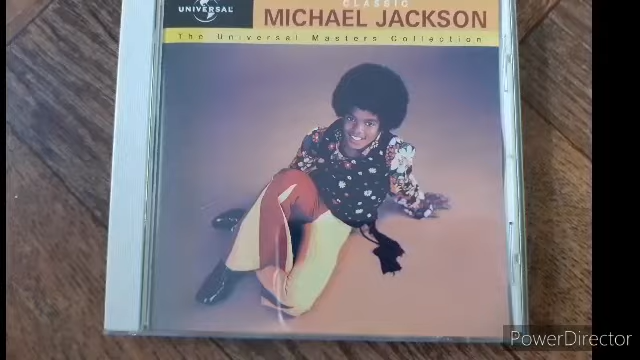 CLASSIC
UNIVERSAL
MICHAEL JACKSON
The Universal Masters Collection
PowerDirector